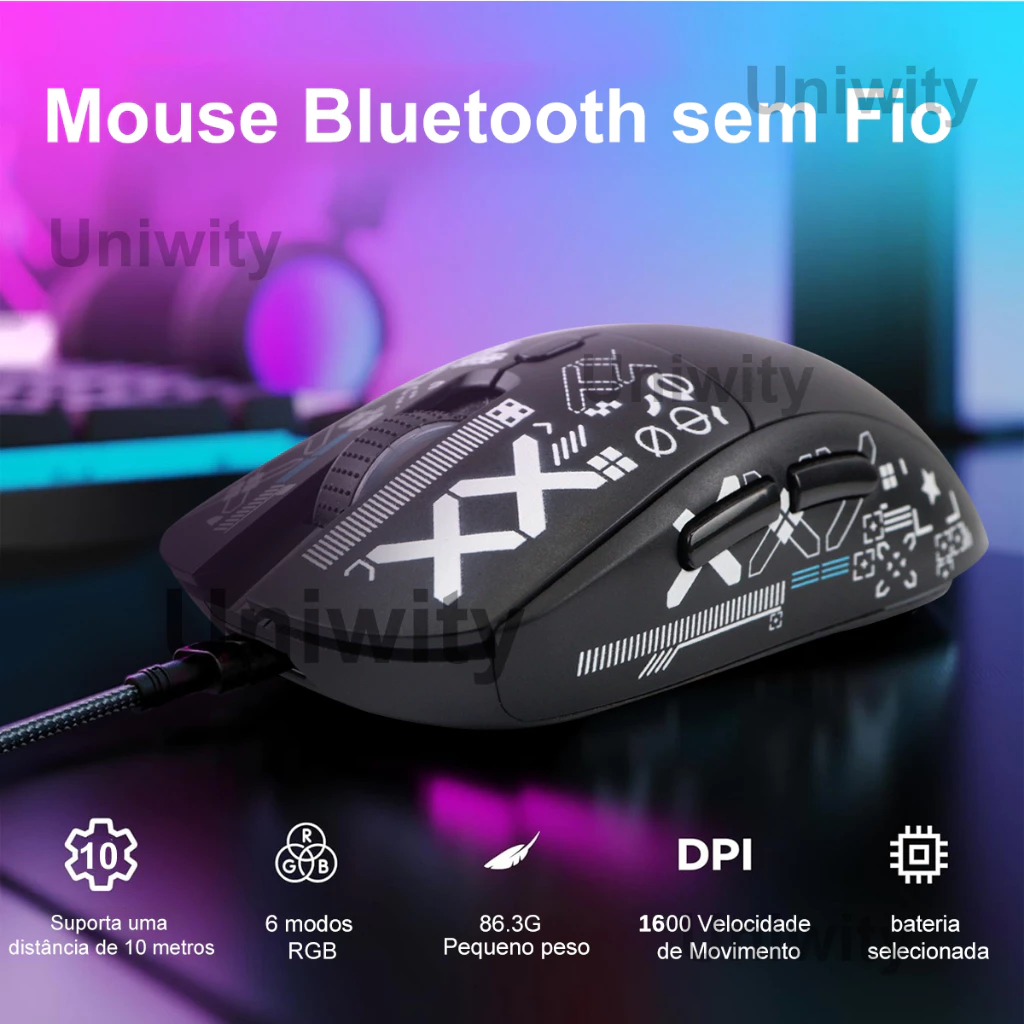 Uniwity
Mouse Bluetooth sem Fio
Uniwity
Uniwity
Uniwity
10
R
G B
DPI
Suporta uma
distância de 10 metros
6 modos
RGB
86.3G
Pequeno peso
1600 Velocidade
de Movimento
bateria
selecionada
Uniwity